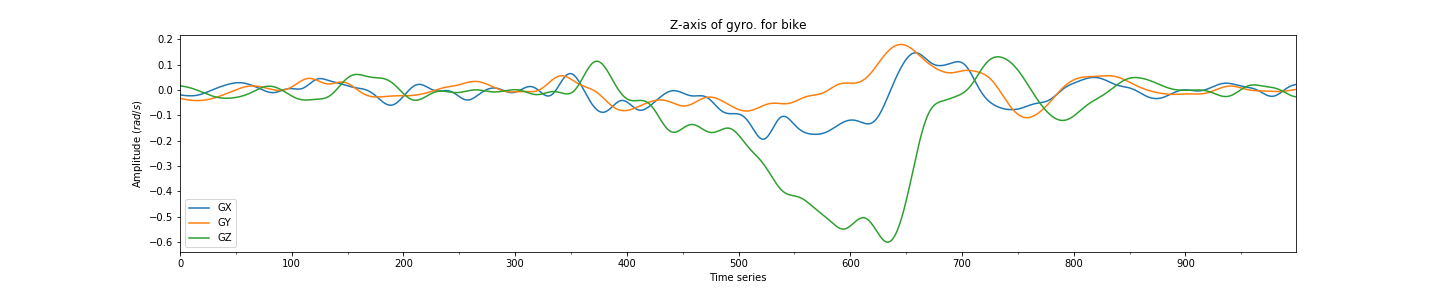 Z-axis of gyro. for bike
0.2
0.1
0.0
−0.1
−0.2
−0.3
−0.4
−0.5
−0.6
Amplitude (rad/s)
GX
GY
GZ
0 100 200 300 400 500 600 700 800 900
Time series